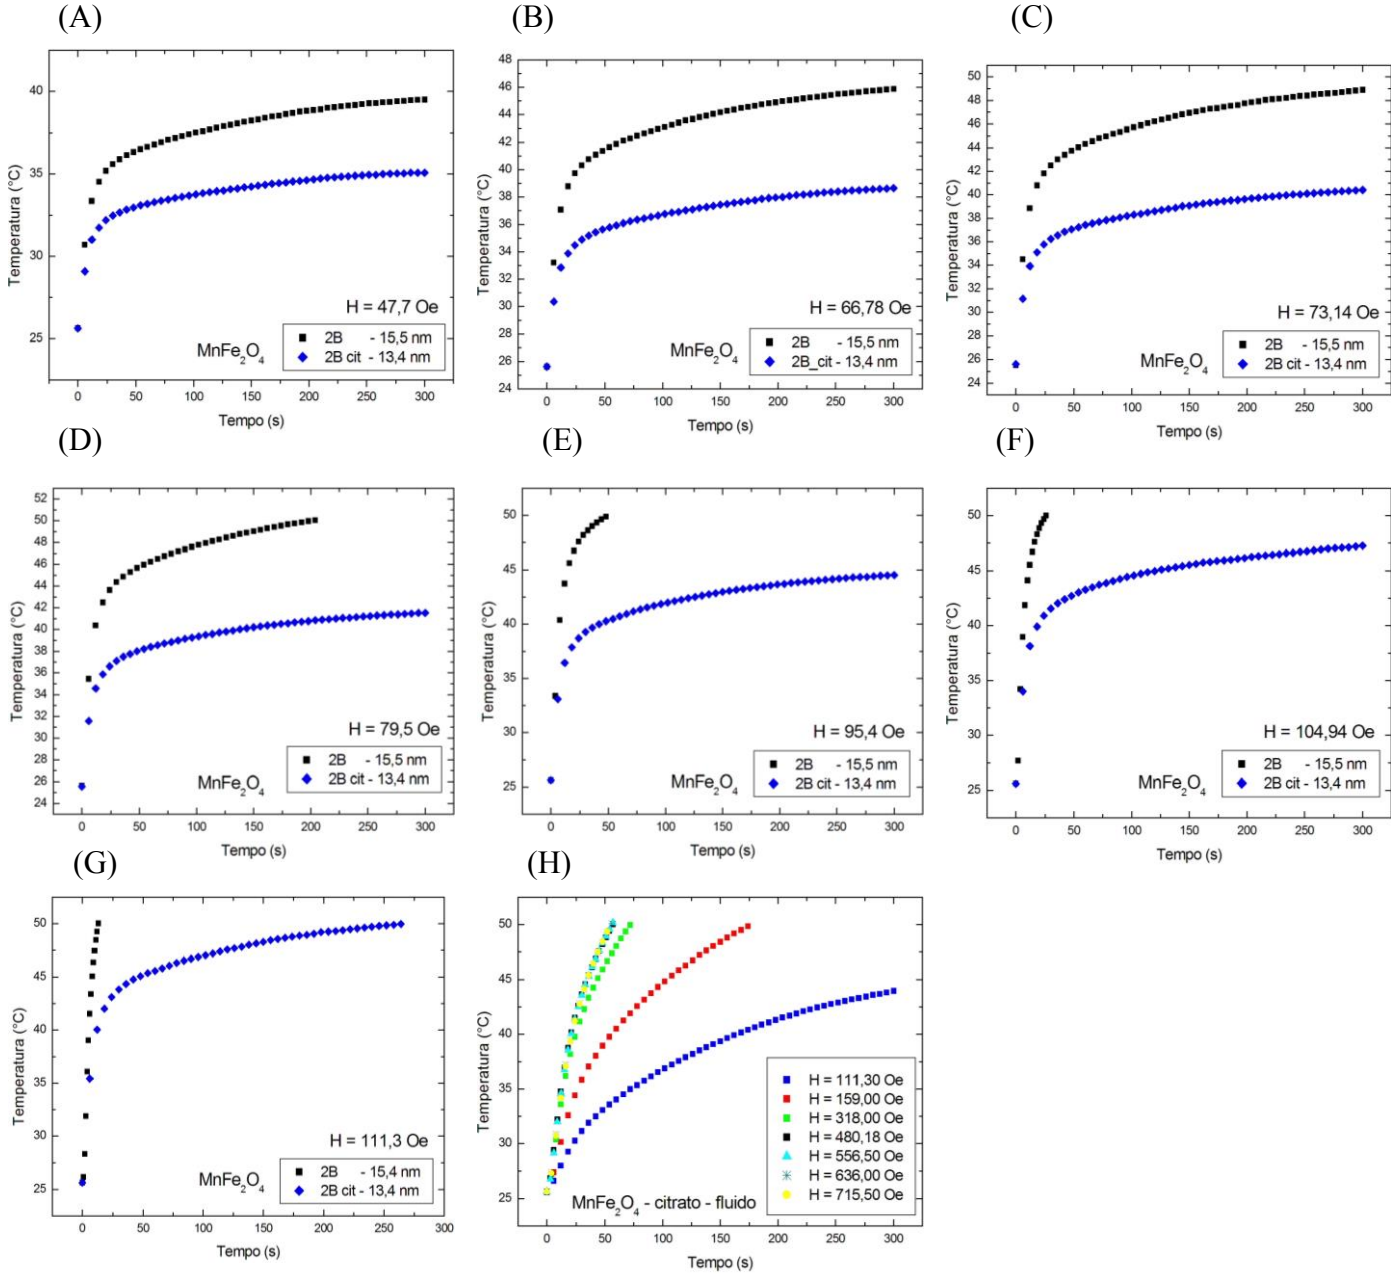 (A)
(B)
(C)
40
35
30
25
Temperatura (°C)
H = 47,7 Oe
MnFe2O4
2B - 15,5 nm
2B cit - 13,4 nm
0 50 100 150 200 250 300
Tempo (s)
48
46
44
42
40
38
36
34
32
30
28
26
24
Temperatura (°C)
H = 66,78 Oe
MnFe2O4
2B - 15,5 nm
2B_cit - 13,4 nm
0 50 100 150 200 250 300
Tempo (s)
50
48
46
44
42
40
38
36
34
32
30
28
26
24
Temperatura (°C)
H = 73,14 Oe
MnFe2O4
2B - 15,5 nm
2B cit - 13,4 nm
0 50 100 150 200 250 300
Tempo (s)
(D)
(E)
(F)
52
50
48
46
44
42
40
38
36
34
32
30
28
26
24
Temperatura (°C)
H = 79,5 Oe
MnFe2O4
2B - 15,5 nm
2B cit - 13,4 nm
0 50 100 150 200 250 300
Tempo (s)
50
45
40
35
30
25
Temperatura (°C)
H = 95,4 Oe
MnFe2O4
2B - 15,5 nm
2B cit - 13,4 nm
0 50 100 150 200 250 300
Tempo (s)
50
45
40
35
30
25
Temperatura (°C)
H = 104,94 Oe
MnFe2O4
2B - 15,5 nm
2B cit - 13,4 nm
0 50 100 150 200 250 300
Tempo (s)
(G)
(H)
50
45
40
35
30
25
Temperatura (°C)
H = 111,3 Oe
MnFe2O4
2B - 15,4 nm
2B cit - 13,4 nm
0 50 100 150 200 250 300
Tempo (s)
50
45
40
35
30
25
Temperatura (°C)
H = 111,30 Oe
H = 159,00 Oe
H = 318,00 Oe
H = 480,18 Oe
H = 556,50 Oe
H = 636,00 Oe
H = 715,50 Oe
MnFe2O4 - citrato - fluido
0 50 100 150 200 250 300
Tempo (s)